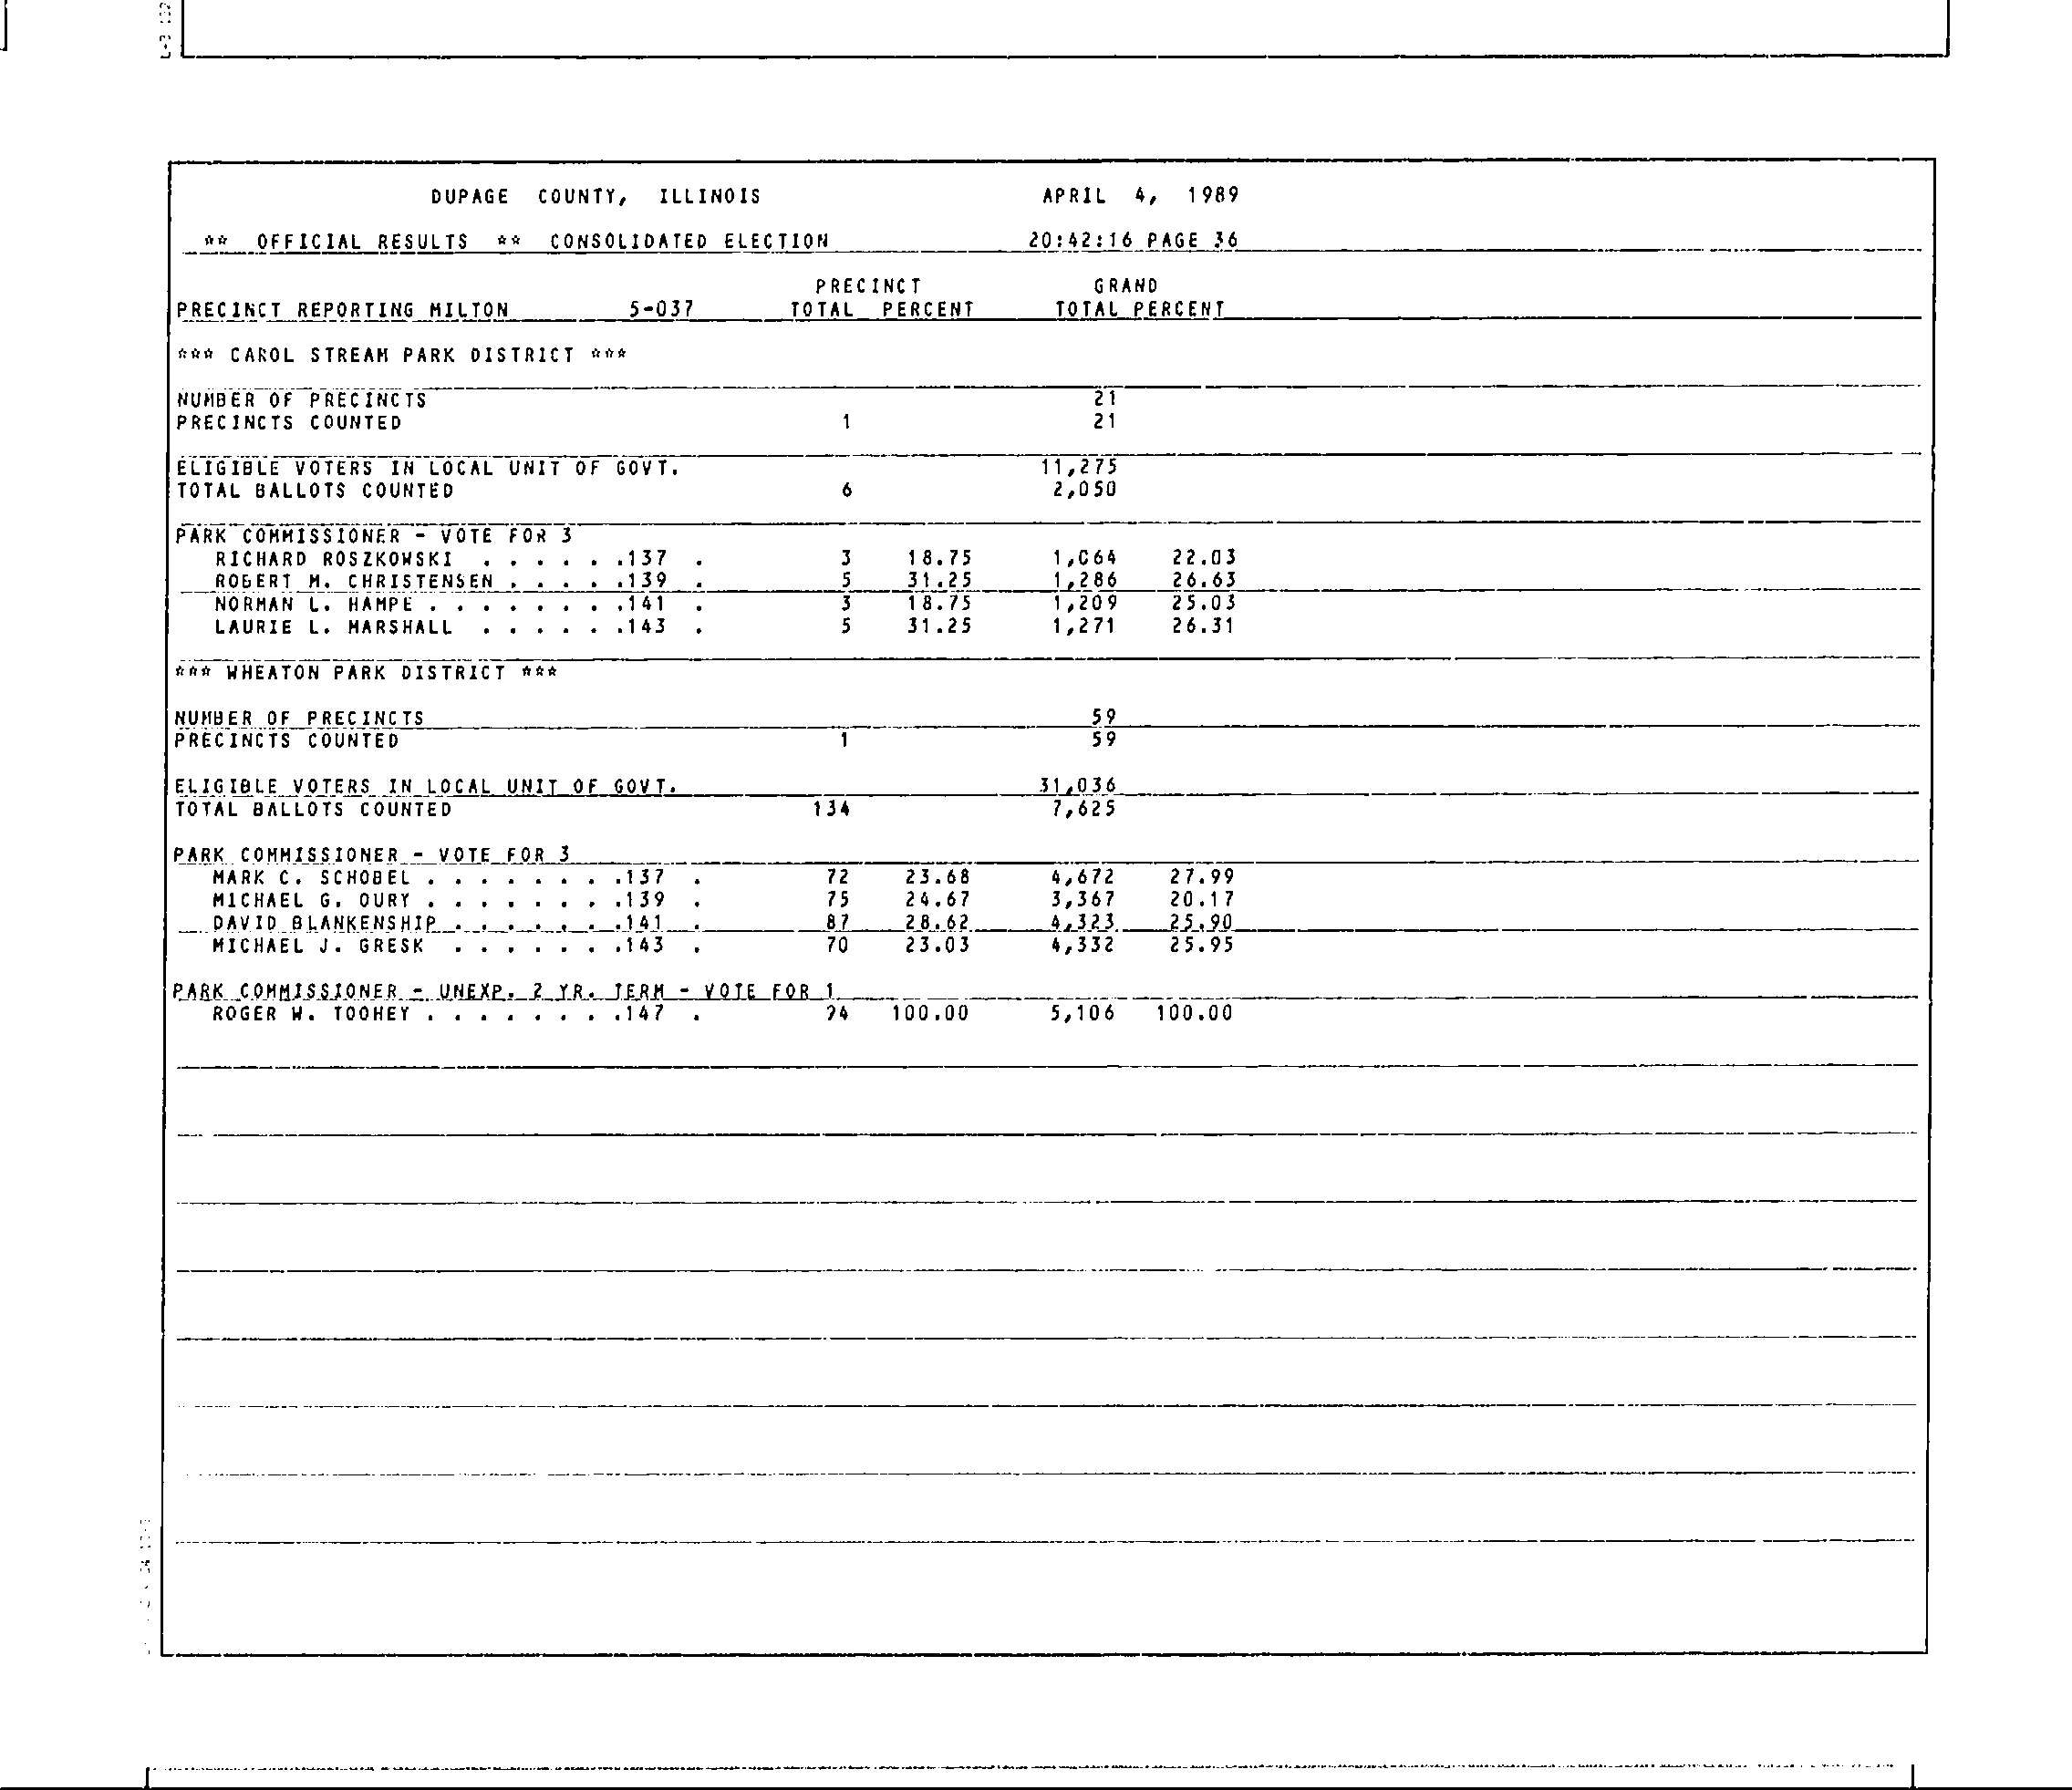 DUPAGE COUNTY, ILLINOIS APRIL 4, 1989
** OFFICIAL RESULTS ** CONSOLIDATED ELECTION 20:42:16 PAGE 36
PRECINCT GRAND
PRECINCT REPORTING MILTON 5-037 TOTAL PERCENT TOTAL PERCENT
*** CAROL STREAM PARK DISTRICT ***
NUMBER OF PRECINCTS 21
PRECINCTS COUNTED 1 21
ELIGIBLE VOTERS IN LOCAL UNIT OF GOVT. 11,275
TOTAL BALLOTS COUNTED 6 2,050
PARK COMMISSIONER - VOTE FOR 3
RICHARD ROSZKOWSKI . . . . . .137 . 3 18.75 1,064 22.03
ROBERT M. CHRISTENSEN . . . . .139 . 5 31.25 1,286 26.63
NORMAN L. HAMPE . . . . . . . .141 . 3 18.75 1,209 25.03
LAURIE L. MARSHALL . . . . . .143 . 5 31.25 1,271 26.31
*** WHEATON PARK DISTRICT ***
NUMBER OF PRECINCTS 59
PRECINCTS COUNTED 1 59
ELIGIBLE VOTERS IN LOCAL UNIT OF GOVT. 31,036
TOTAL BALLOTS COUNTED 134 7,625
PARK COMMISSIONER - VOTE FOR 3
MARK C. SCHOBEL . . . . . . . .137 . 72 23.68 4,672 27.99
MICHAEL G. OURY . . . . . . . .139 . 75 24.67 3,367 20.17
DAVID BLANKENSHIP . . . . . . .141 . 87 28.62 4,323 25.90
MICHAEL J. GRESK . . . . . . .143 . 70 23.03 4,332 25.95
PARK COMMISSIONER - UNEXP. 2 YR. TERM - VOTE FOR 1
ROGER W. TOOHEY . . . . . . . .147 . 94 100.00 5,106 100.00